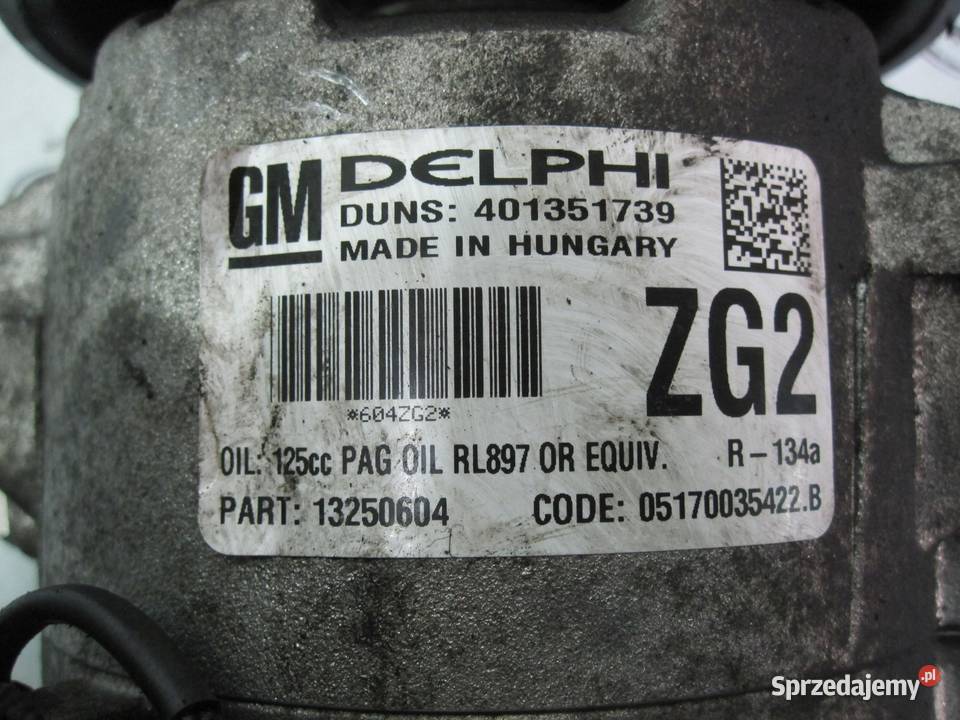 GM DELPHI
DUNS: 401351739
MADE IN HUNGARY
ZG2
*604ZG2*
OIL: 125cc PAG OIL RL897 OR EQUIV. R-134a
PART: 13250604 CODE: 05170035422.B
Sprzedajemy.pl